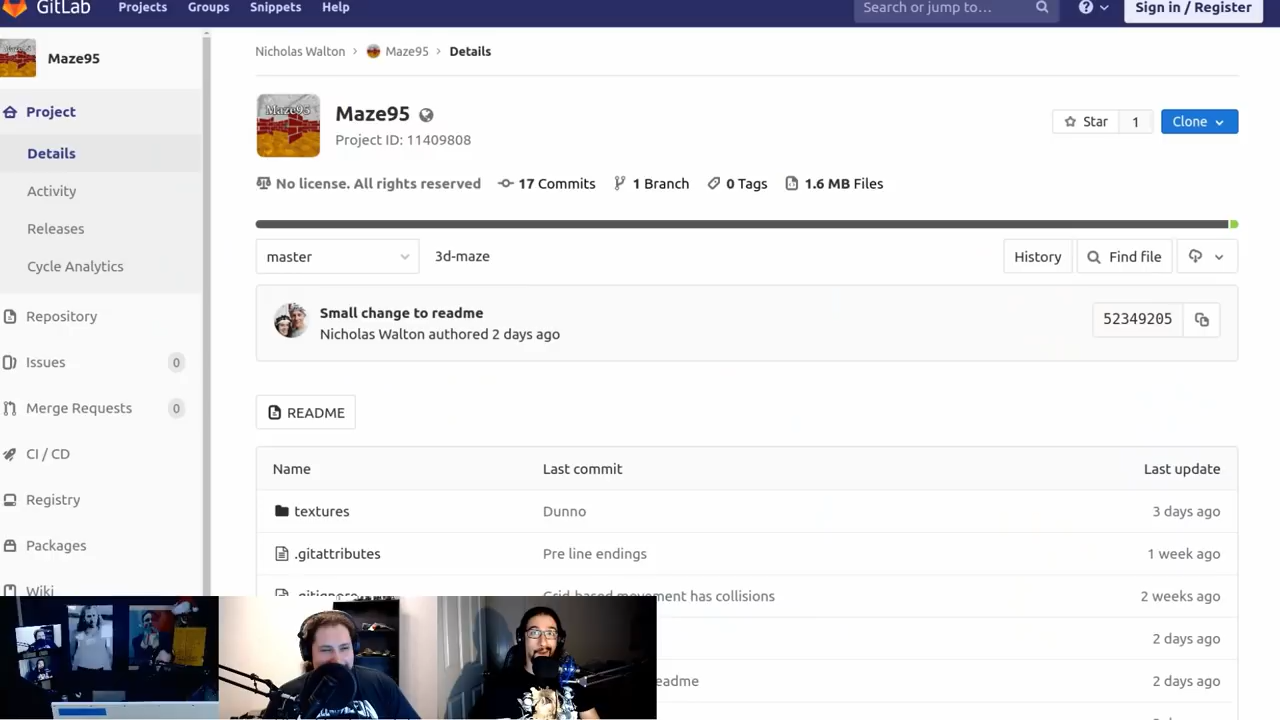 GitLab Projects Groups Snippets Help Search or jump to… Sign in / Register
Maze95
Project
Details
Activity
Releases
Cycle Analytics
Repository
Issues 0
Merge Requests 0
CI / CD
Registry
Packages
Wiki
Nicholas Walton › Maze95 › Details
Maze95
Maze95
Project ID: 11409808
Star 1 Clone
No license. All rights reserved 17 Commits 1 Branch 0 Tags 1.6 MB Files
master 3d-maze History Find file
Small change to readme
Nicholas Walton authored 2 days ago
52349205
README
Name Last commit Last update
textures Dunno 3 days ago
.gitattributes Pre line endings 1 week ago
.gitignore Grid-based movement has collisions 2 weeks ago
2 days ago
eadme 2 days ago